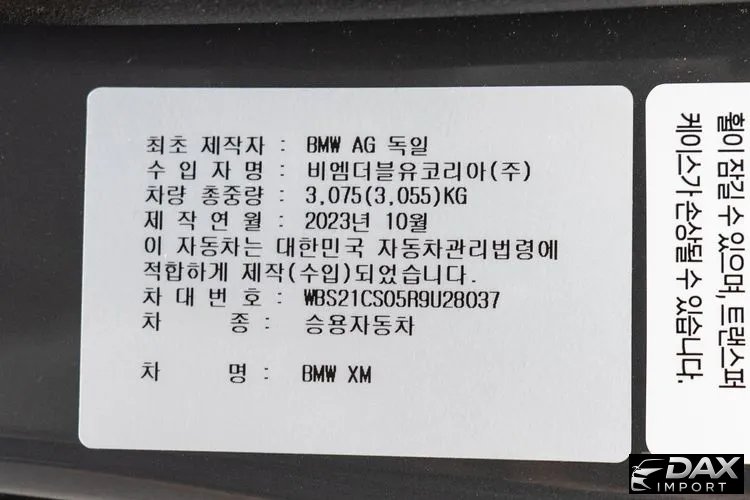 최초 제작자 : BMW AG 독일
수 입 자 명 : 비엠더블유코리아(주)
차량 총중량 : 3,075(3,055)KG
제 작 연 월 : 2023년 10월
이 자동차는 대한민국 자동차관리법령에
적합하게 제작(수입)되었습니다.
차 대 번 호 : WBS21CS05R9U28037
차 종 : 승용자동차
차 명 : BMW XM
휠이 잠길 수 있으며, 트랜스퍼
케이스가 손상될 수 있습니다.
DAX
IMPORT